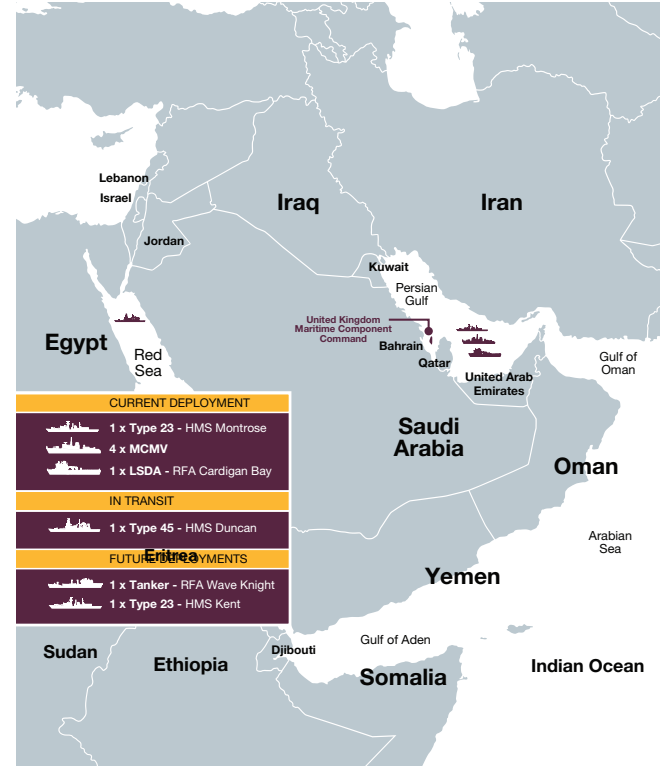 Lebanon
Israel
Iraq
Iran
Jordan
Kuwait
Persian
Gulf
United Kingdom
Maritime Component
Command
Bahrain
Qatar
Egypt
Red
Sea
United Arab
Emirates
Gulf of
Oman
CURRENT DEPLOYMENT
1 x Type 23 - HMS Montrose
4 x MCMV
1 x LSDA - RFA Cardigan Bay
IN TRANSIT
1 x Type 45 - HMS Duncan
Eritrea
FUTURE DEPLOYMENTS
1 x Tanker - RFA Wave Knight
1 x Type 23 - HMS Kent
Saudi
Arabia
Oman
Arabian
Sea
Yemen
Gulf of Aden
Sudan
Ethiopia
Djibouti
Somalia
Indian Ocean